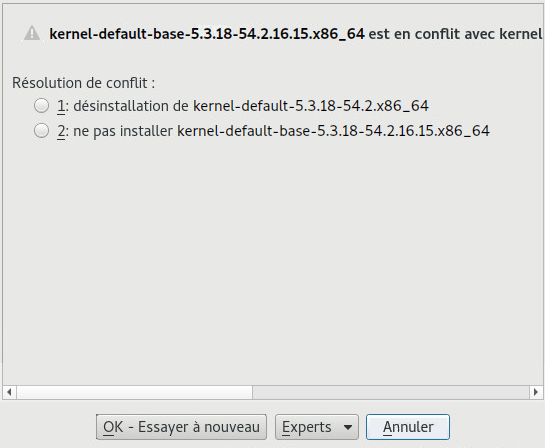 kernel-default-base-5.3.18-54.2.16.15.x86_64 est en conflit avec kernel
Résolution de conflit :
1: désinstallation de kernel-default-5.3.18-54.2.x86_64
2: ne pas installer kernel-default-base-5.3.18-54.2.16.15.x86_64
OK - Essayer à nouveau Experts Annuler